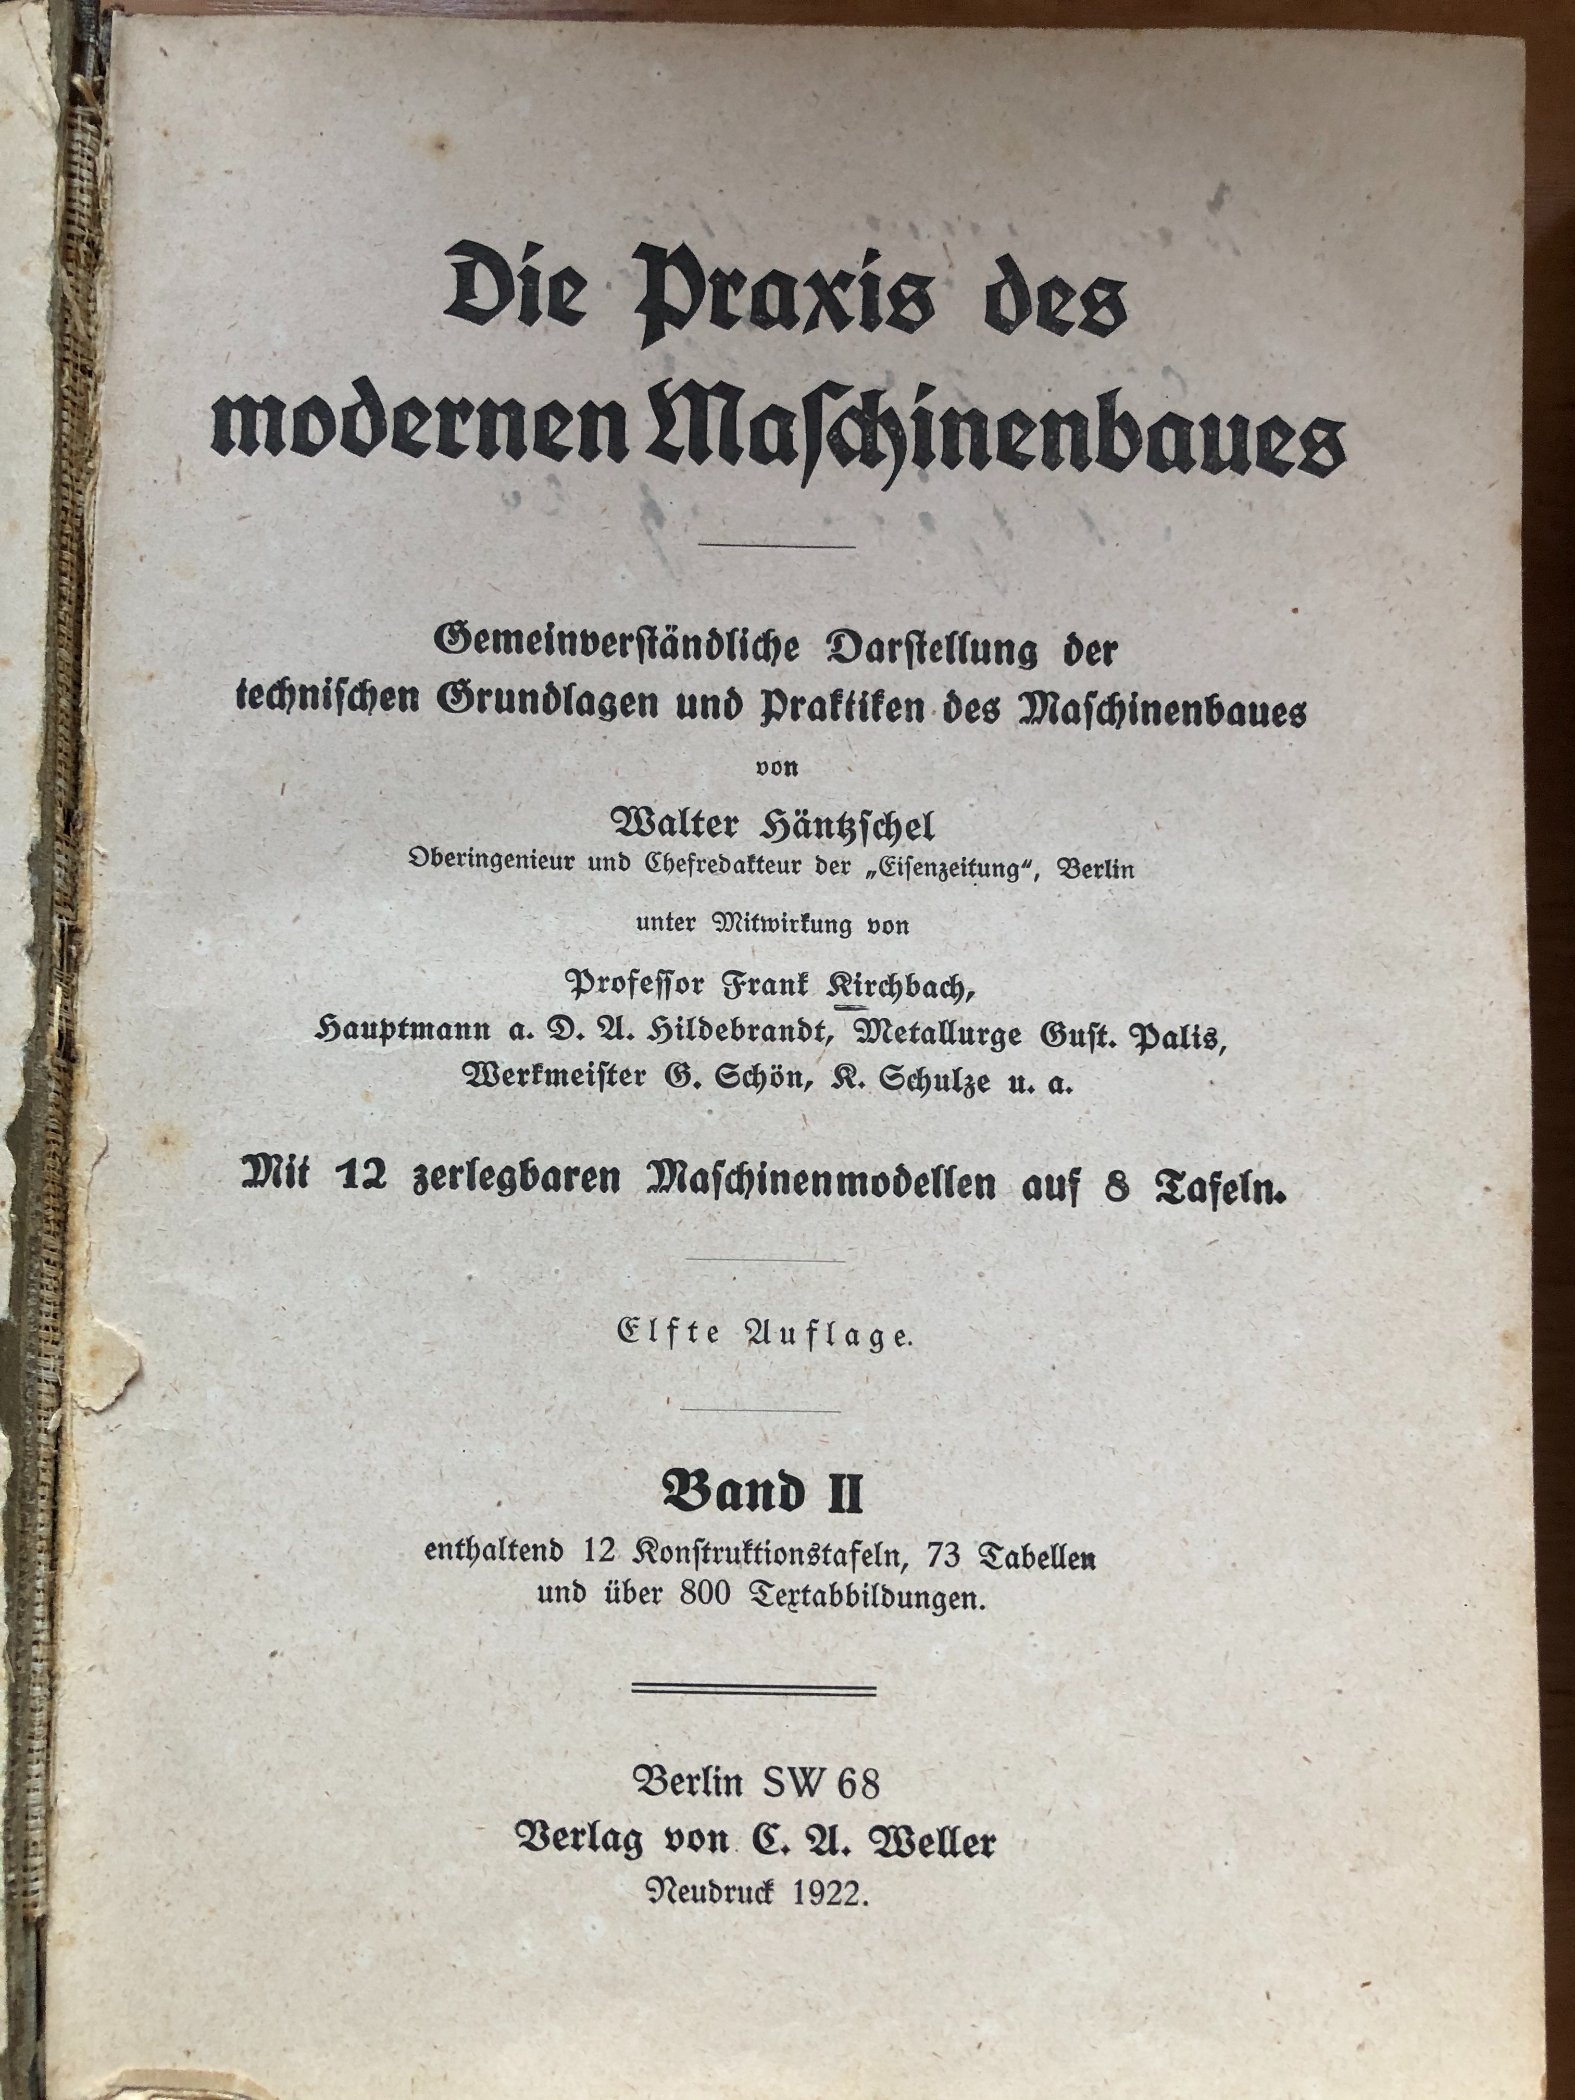 Die Praxis des
modernen Maschinenbaues
Gemeinverständliche Darstellung der
technischen Grundlagen und Praktiken des Maschinenbaues
von
Walter Häntzschel
Oberingenieur und Chefredakteur der „Eisenzeitung“, Berlin
unter Mitwirkung von
Professor Frank Kirchbach,
Hauptmann a. D. A. Hildebrandt, Metallurge Gust. Palis,
Werkmeister G. Schön, K. Schulze u. a.
Mit 12 zerlegbaren Maschinenmodellen auf 8 Tafeln.
Elfte Auflage.
Band II
enthaltend 12 Konstruktionstafeln, 73 Tabellen
und über 800 Textabbildungen.
Berlin SW 68
Verlag von C. A. Weller
Neudruck 1922.